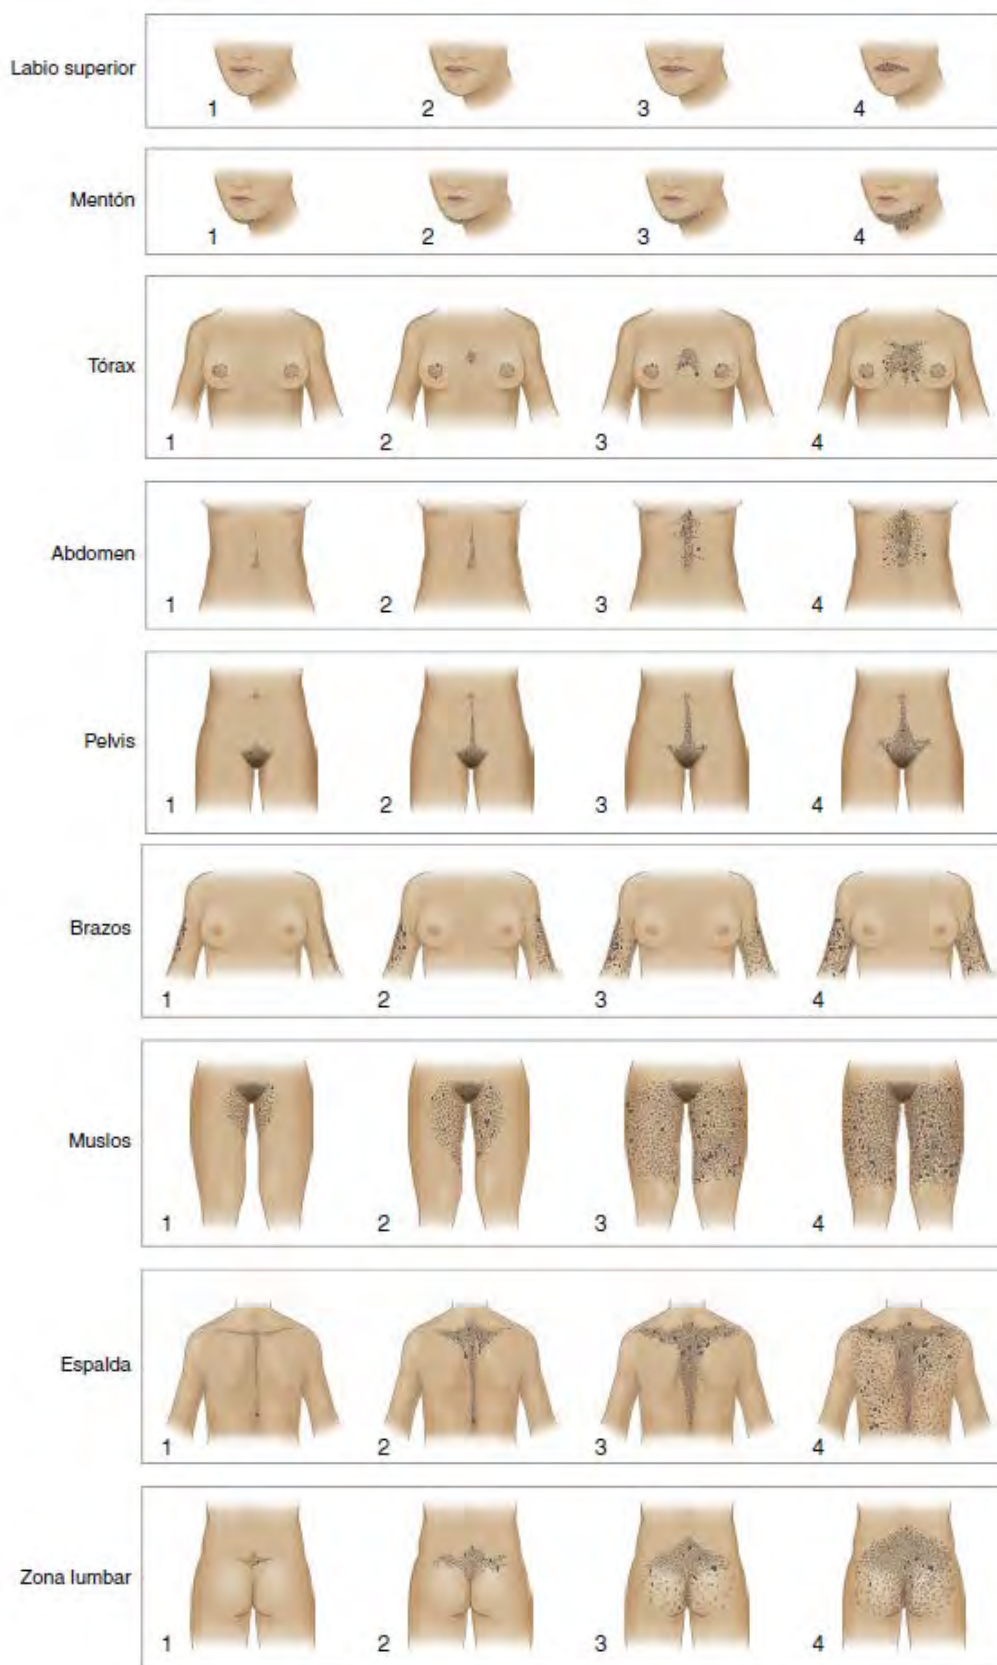 Labio superior
1 2 3 4
Mentón
1 2 3 4
Tórax
1 2 3 4
Abdomen
1 2 3 4
Pelvis
1 2 3 4
Brazos
1 2 3 4
Muslos
1 2 3 4
Espalda
1 2 3 4
Zona lumbar
1 2 3 4